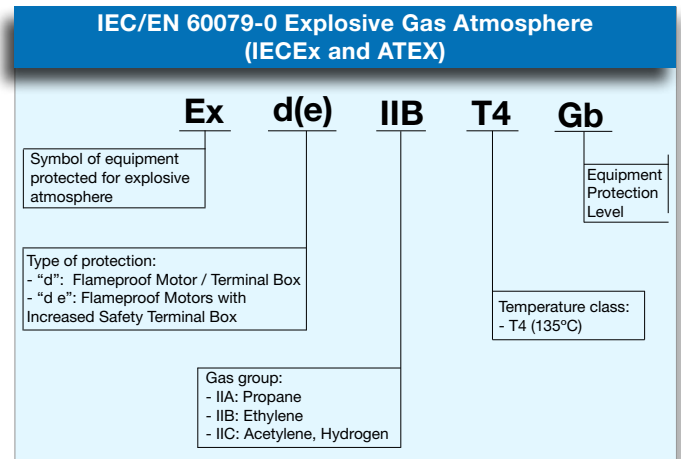 IEC/EN 60079-0 Explosive Gas Atmosphere
(IECEx and ATEX)
Ex d(e) IIB T4 Gb
Symbol of equipment
protected for explosive
atmosphere
Equipment
Protection
Level
Type of protection:
- “d”: Flameproof Motor / Terminal Box
- “d e”: Flameproof Motors with
Increased Safety Terminal Box
Temperature class:
- T4 (135ºC)
Gas group:
- IIA: Propane
- IIB: Ethylene
- IIC: Acetylene, Hydrogen